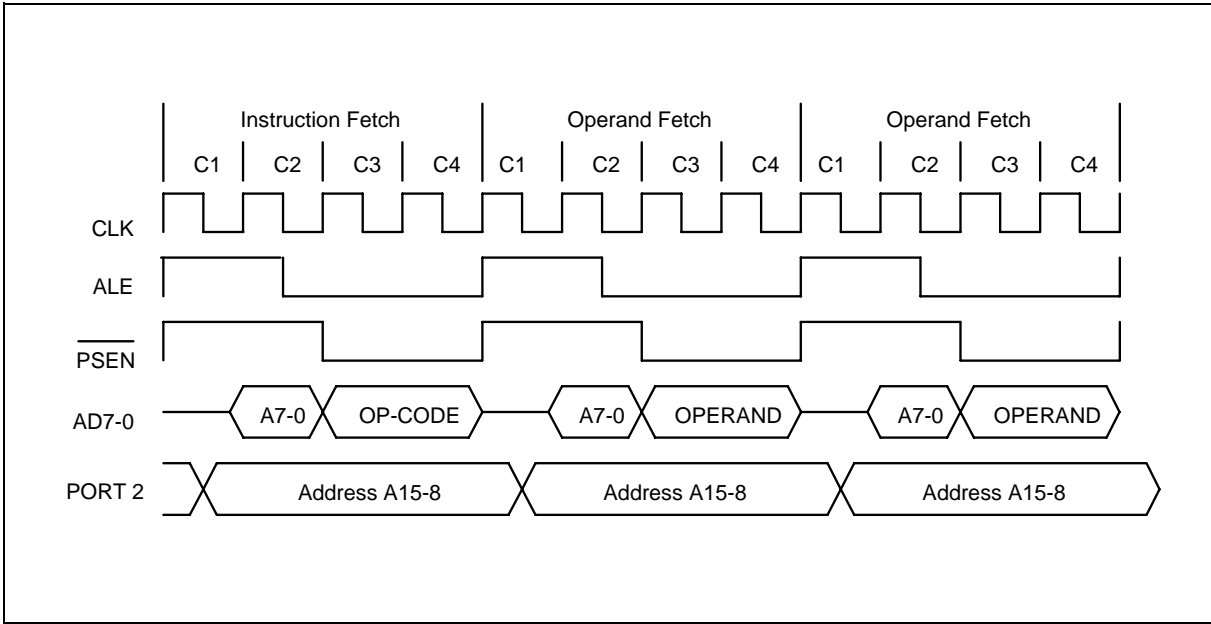 Instruction Fetch Operand Fetch Operand Fetch
C1 C2 C3 C4 C1 C2 C3 C4 C1 C2 C3 C4
CLK
ALE
PSEN
AD7-0 A7-0 OP-CODE A7-0 OPERAND A7-0 OPERAND
PORT 2 Address A15-8 Address A15-8 Address A15-8